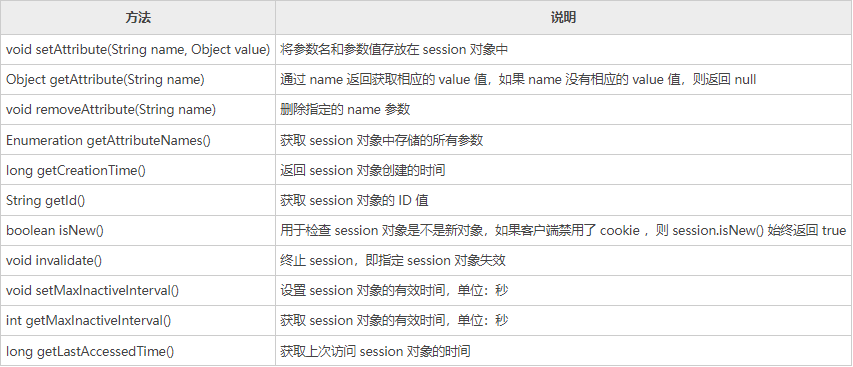 方法 说明
void setAttribute(String name, Object value) 将参数名和参数值存放在 session 对象中
Object getAttribute(String name) 通过 name 返回获取相应的 value 值，如果 name 没有相应的 value 值，则返回 null
void removeAttribute(String name) 删除指定的 name 参数
Enumeration getAttributeNames() 获取 session 对象中存储的所有参数
long getCreationTime() 返回 session 对象创建的时间
String getId() 获取 session 对象的 ID 值
boolean isNew() 用于检查 session 对象是不是新对象，如果客户端禁用了 cookie ，则 session.isNew() 始终返回 true
void invalidate() 终止 session，即指定 session 对象失效
void setMaxInactiveInterval() 设置 session 对象的有效时间，单位：秒
int getMaxInactiveInterval() 获取 session 对象的有效时间，单位：秒
long getLastAccessedTime() 获取上次访问 session 对象的时间